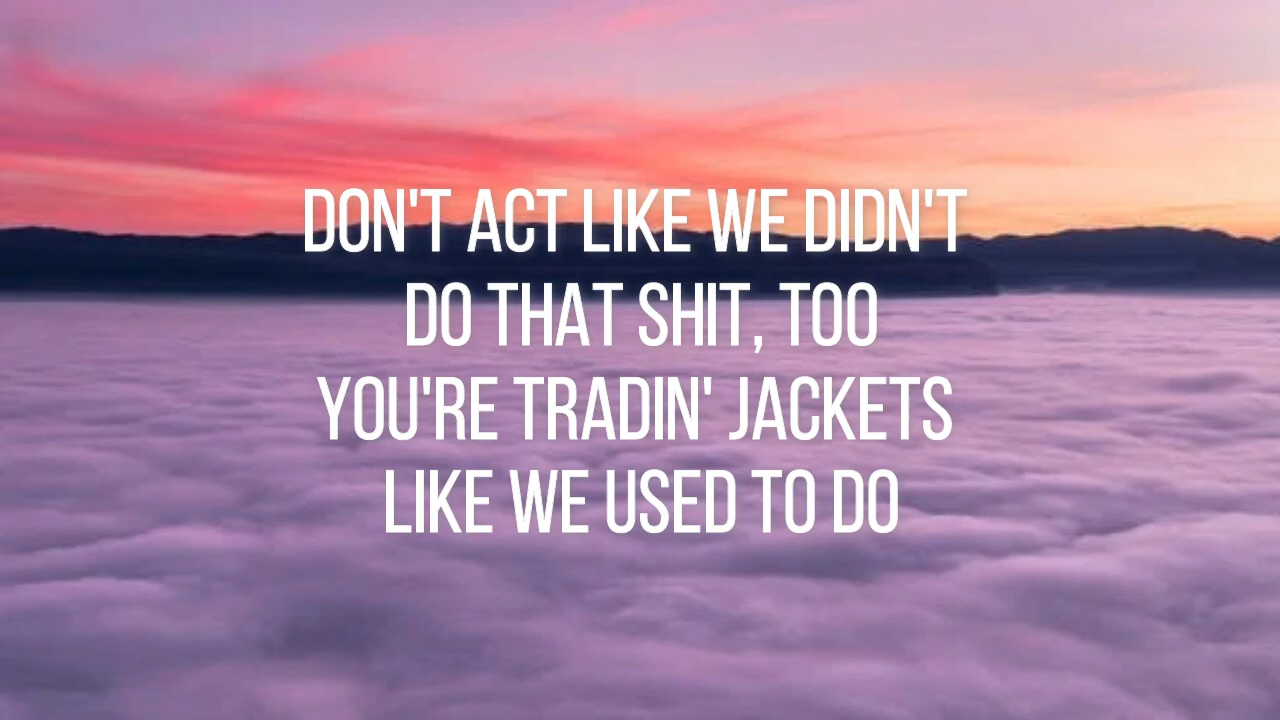 DON'T ACT LIKE WE DIDN'T
DO THAT SHIT, TOO
YOU'RE TRADIN' JACKETS
LIKE WE USED TO DO